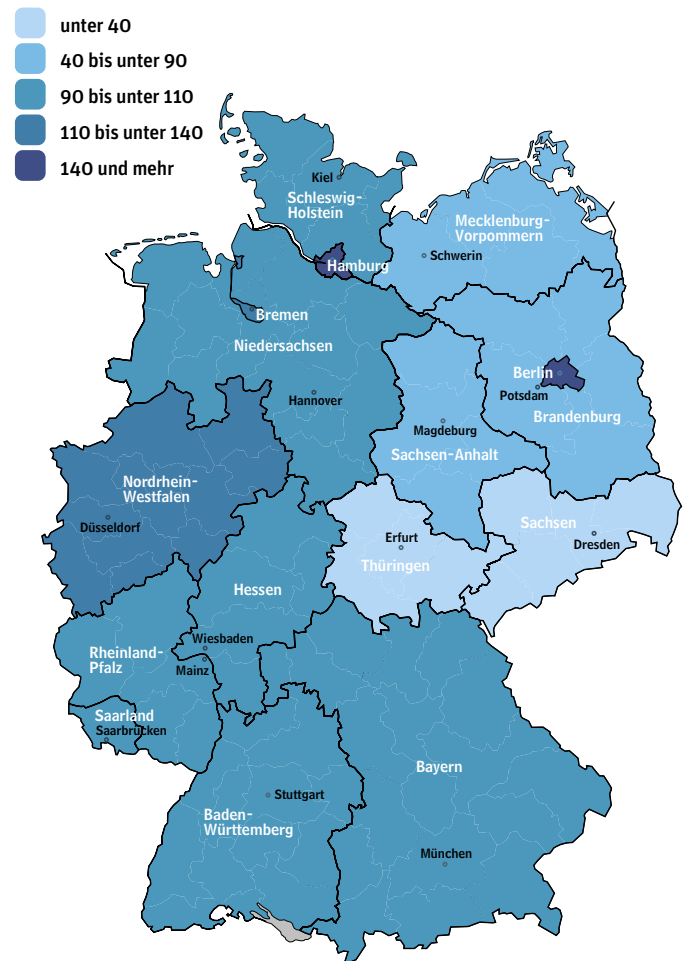 unter 40
40 bis unter 90
90 bis unter 110
110 bis unter 140
140 und mehr
Kiel
Schleswig-
Holstein
Mecklenburg-
Vorpommern
Schwerin
Hamburg
Bremen
Niedersachsen
Hannover
Berlin
Potsdam
Brandenburg
Magdeburg
Sachsen-Anhalt
Nordrhein-
Westfalen
Düsseldorf
Erfurt
Thüringen
Sachsen
Dresden
Hessen
Wiesbaden
Rheinland-
Pfalz
Mainz
Saarland
Saarbrücken
Bayern
Stuttgart
Baden-
Württemberg
München